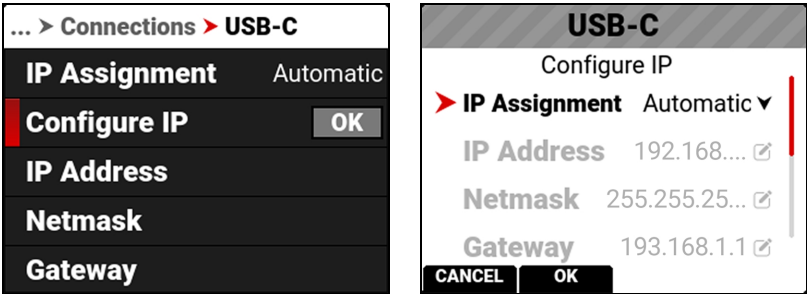 ... > Connections > USB-C
IP Assignment Automatic
Configure IP OK
IP Address
Netmask
Gateway
USB-C
Configure IP
IP Assignment Automatic
IP Address 192.168....
Netmask 255.255.25...
Gateway 193.168.1.1
CANCEL OK